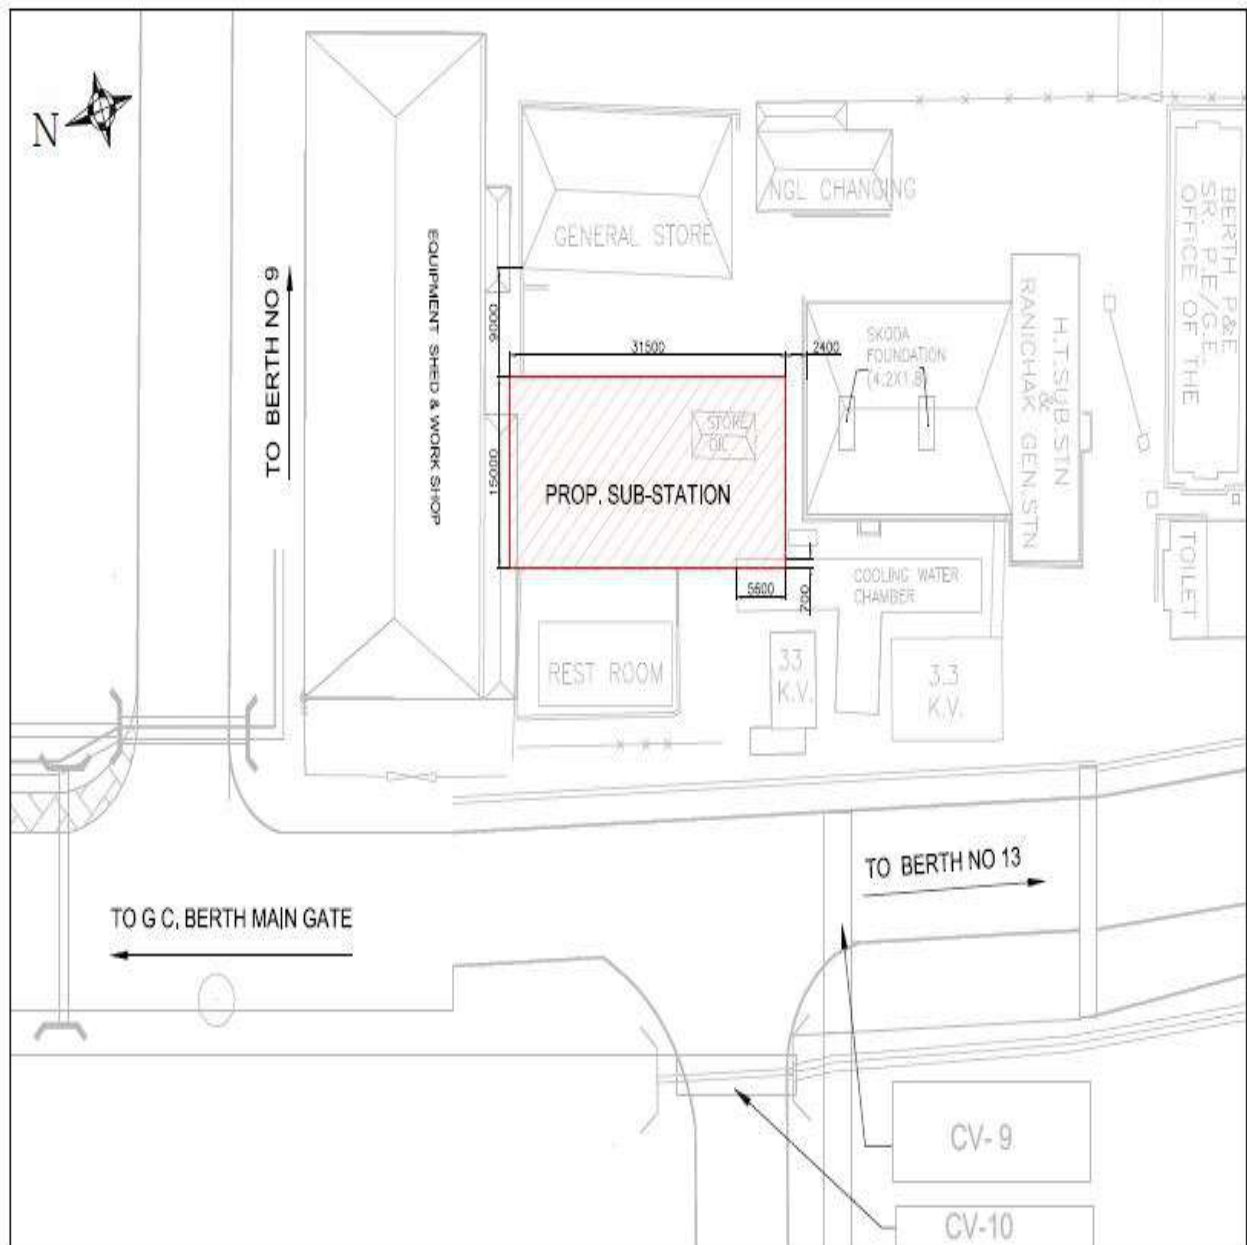 N
TO BERTH NO 9
EQUIPMENT SHED & WORK SHOP
GENERAL STORE
NGL CHANGING
BERTH P&E
SR. P.E/G.E.
OFFICE OF THE
9000
31500
2400
SKODA
FOUNDATION
(4.2X1.8)
H.T.SUB.STN
&
RANICHAK GEN.STN
STORE
OIL
15000
PROP. SUB-STATION
TOILET
5600
700
COOLING WATER
CHAMBER
REST ROOM
33
K.V.
3.3
K.V.
TO BERTH NO 13
TO G C, BERTH MAIN GATE
CV- 9
CV-10